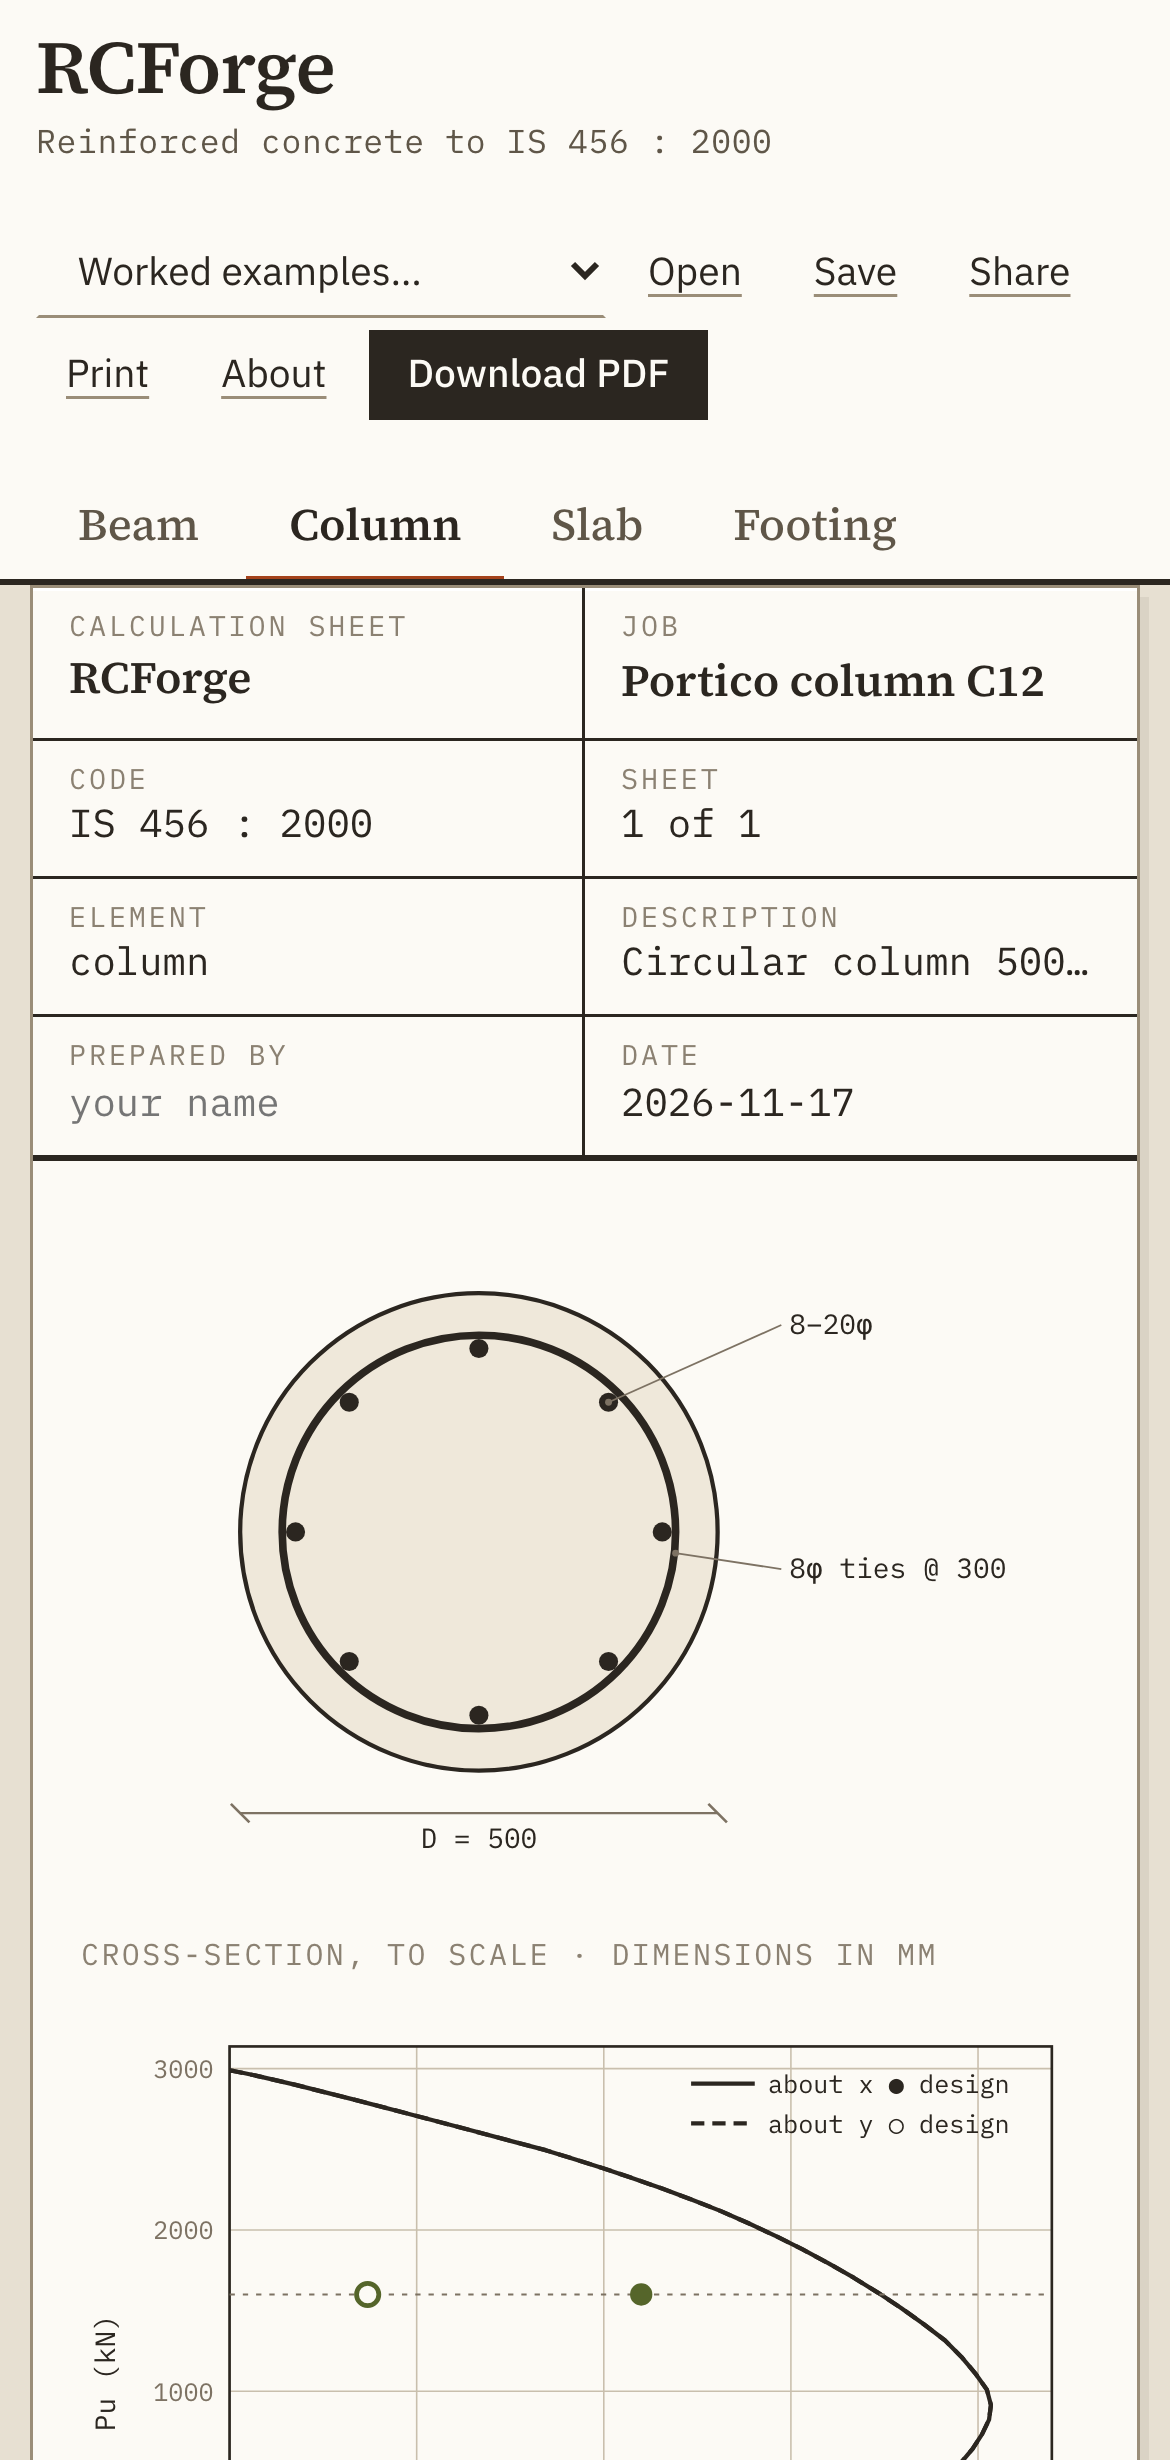 RCForge
Reinforced concrete to IS 456 : 2000
Worked examples...
Open
Save
Share
Print
About
Download PDF
Beam
Column
Slab
Footing
CALCULATION SHEET
RCForge
JOB
Portico column C12
CODE
IS 456 : 2000
SHEET
1 of 1
ELEMENT
column
DESCRIPTION
Circular column 500…
PREPARED BY
your name
DATE
2026-11-17
8–20φ
8φ ties @ 300
D = 500
CROSS-SECTION, TO SCALE · DIMENSIONS IN MM
3000
about x ● design
about y ○ design
2000
1000
Pu (kN)